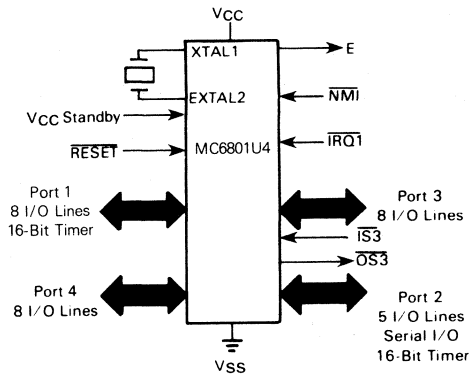 VCC
XTAL1
E
EXTAL2
NMI
VCC Standby
RESET
MC6801U4
IRQ1
Port 1
8 I/O Lines
16-Bit Timer
Port 3
8 I/O Lines
IS3
OS3
Port 4
8 I/O Lines
Port 2
5 I/O Lines
Serial I/O
16-Bit Timer
VSS